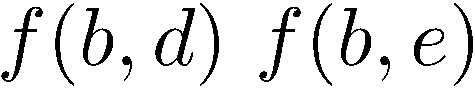 f(b, d) f(b, e)